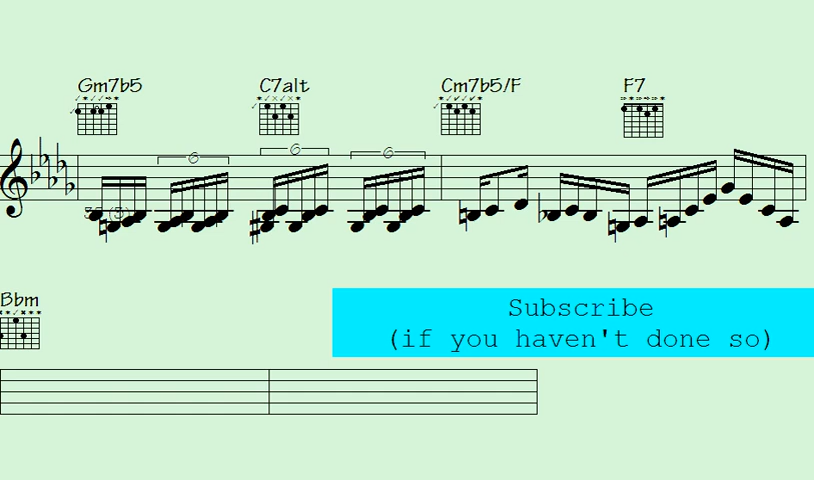 Gm7b5 C7alt Cm7b5/F F7
6 6 6
Bbm
Subscribe
(if you haven't done so)